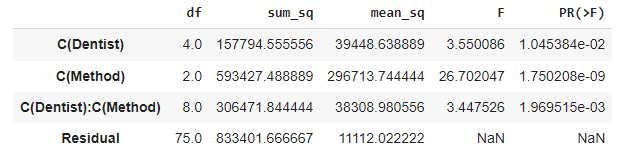 df sum_sq mean_sq F PR(>F)
C(Dentist) 4.0 157794.555556 39448.638889 3.550086 1.045384e-02
C(Method) 2.0 593427.488889 296713.744444 26.702047 1.750208e-09
C(Dentist):C(Method) 8.0 306471.844444 38308.980556 3.447526 1.969515e-03
Residual 75.0 833401.666667 11112.022222 NaN NaN